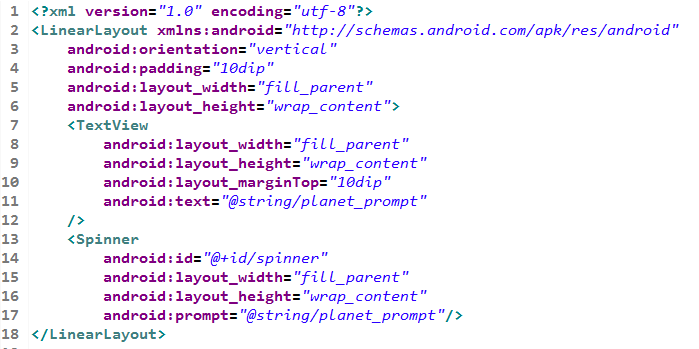 1 <?xml version="1.0" encoding="utf-8"?>
2 <LinearLayout xmlns:android="http://schemas.android.com/apk/res/android"
3     android:orientation="vertical"
4     android:padding="10dip"
5     android:layout_width="fill_parent"
6     android:layout_height="wrap_content">
7     <TextView
8         android:layout_width="fill_parent"
9         android:layout_height="wrap_content"
10         android:layout_marginTop="10dip"
11         android:text="@string/planet_prompt"
12     />
13     <Spinner
14         android:id="@+id/spinner"
15         android:layout_width="fill_parent"
16         android:layout_height="wrap_content"
17         android:prompt="@string/planet_prompt"/>
18 </LinearLayout>